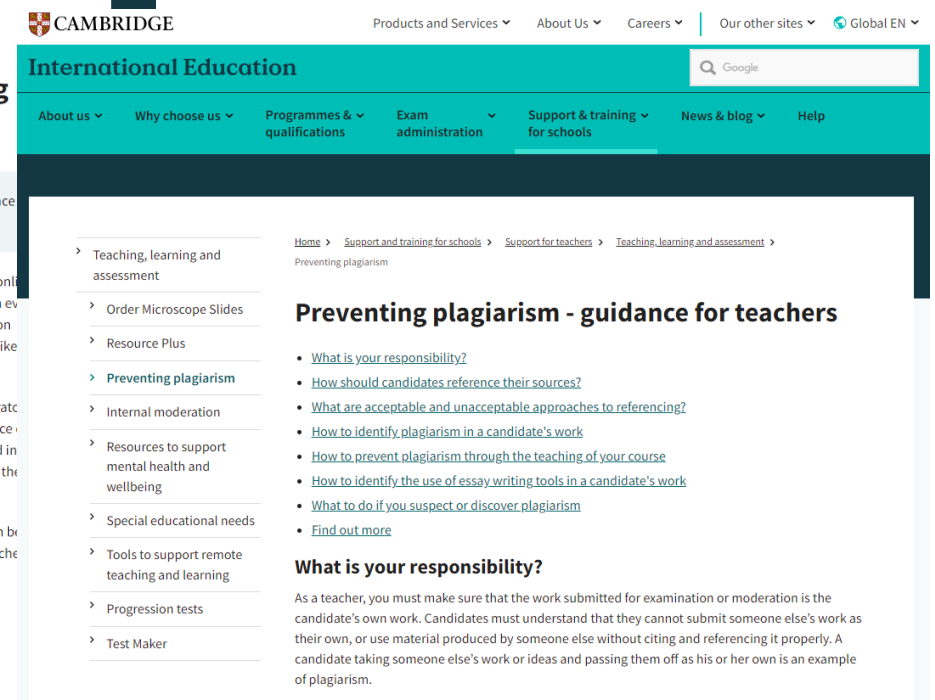 CAMBRIDGE
Products and Services
About Us
Careers
Our other sites
Global EN
International Education
Google
About us
Why choose us
Programmes &
qualifications
Exam
administration
Support & training
for schools
News & blog
Help
Teaching, learning and
assessment
Order Microscope Slides
Resource Plus
Preventing plagiarism
Internal moderation
Resources to support
mental health and
wellbeing
Special educational needs
Tools to support remote
teaching and learning
Progression tests
Test Maker
Home > Support and training for schools > Support for teachers > Teaching, learning and assessment >
Preventing plagiarism
Preventing plagiarism - guidance for teachers
• What is your responsibility?
• How should candidates reference their sources?
• What are acceptable and unacceptable approaches to referencing?
• How to identify plagiarism in a candidate's work
• How to prevent plagiarism through the teaching of your course
• How to identify the use of essay writing tools in a candidate's work
• What to do if you suspect or discover plagiarism
• Find out more
What is your responsibility?
As a teacher, you must make sure that the work submitted for examination or moderation is the
candidate's own work. Candidates must understand that they cannot submit someone else's work as
their own, or use material produced by someone else without citing and referencing it properly. A
candidate taking someone else's work or ideas and passing them off as his or her own is an example
of plagiarism.